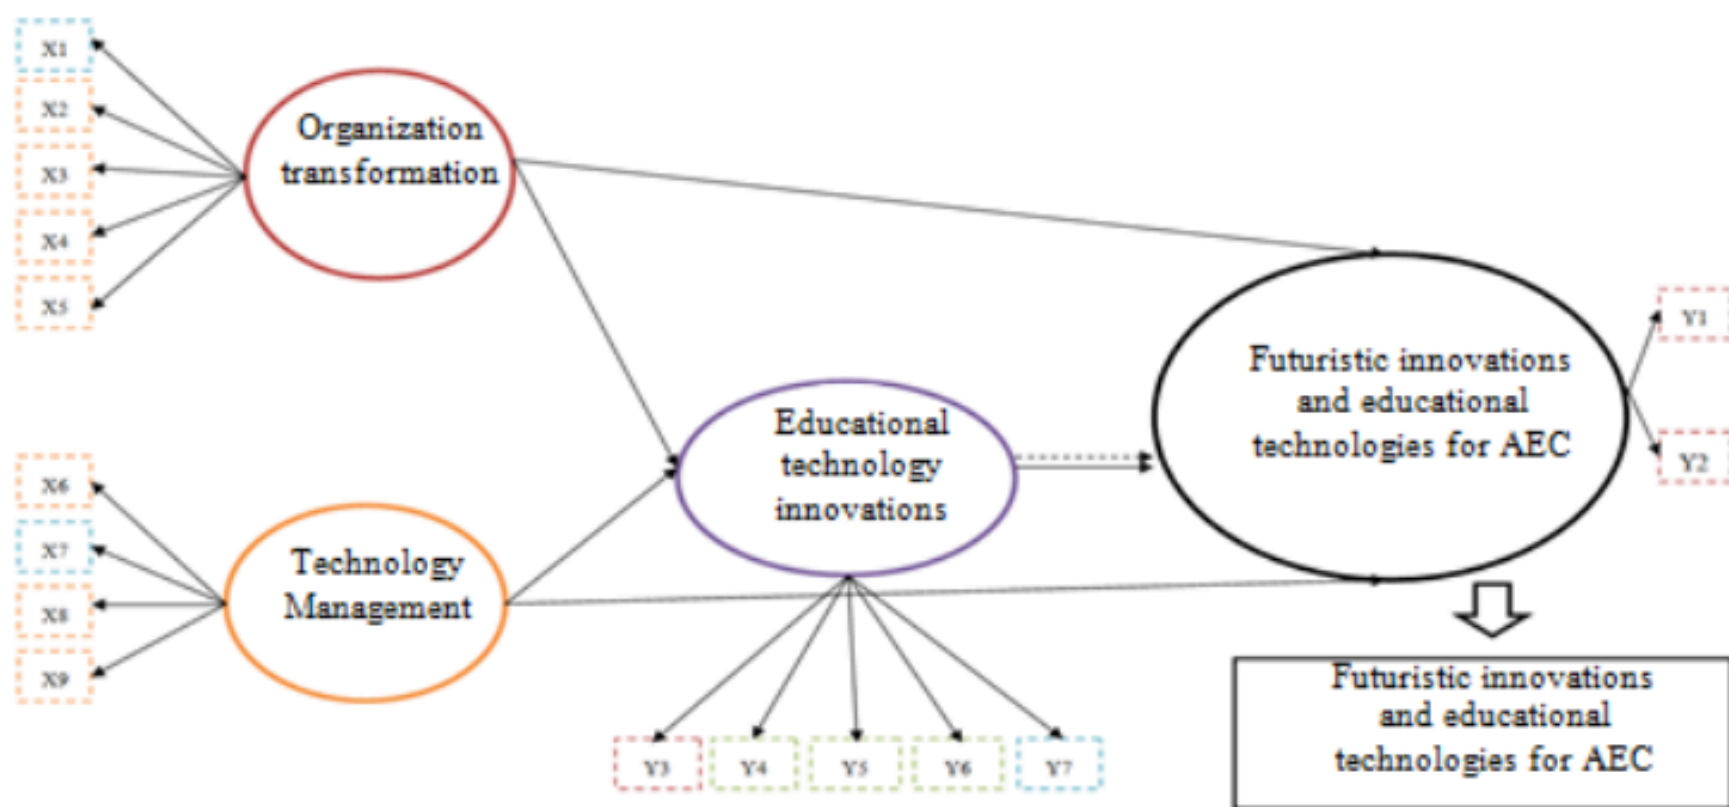 X1
X2
X3
X4
X5
Organization
transformation
X6
X7
X8
X9
Technology
Management
Educational
technology
innovations
Y3
Y4
Y5
Y6
Y7
Futuristic innovations
and educational
technologies for AEC
Y1
Y2
Futuristic innovations
and educational
technologies for AEC